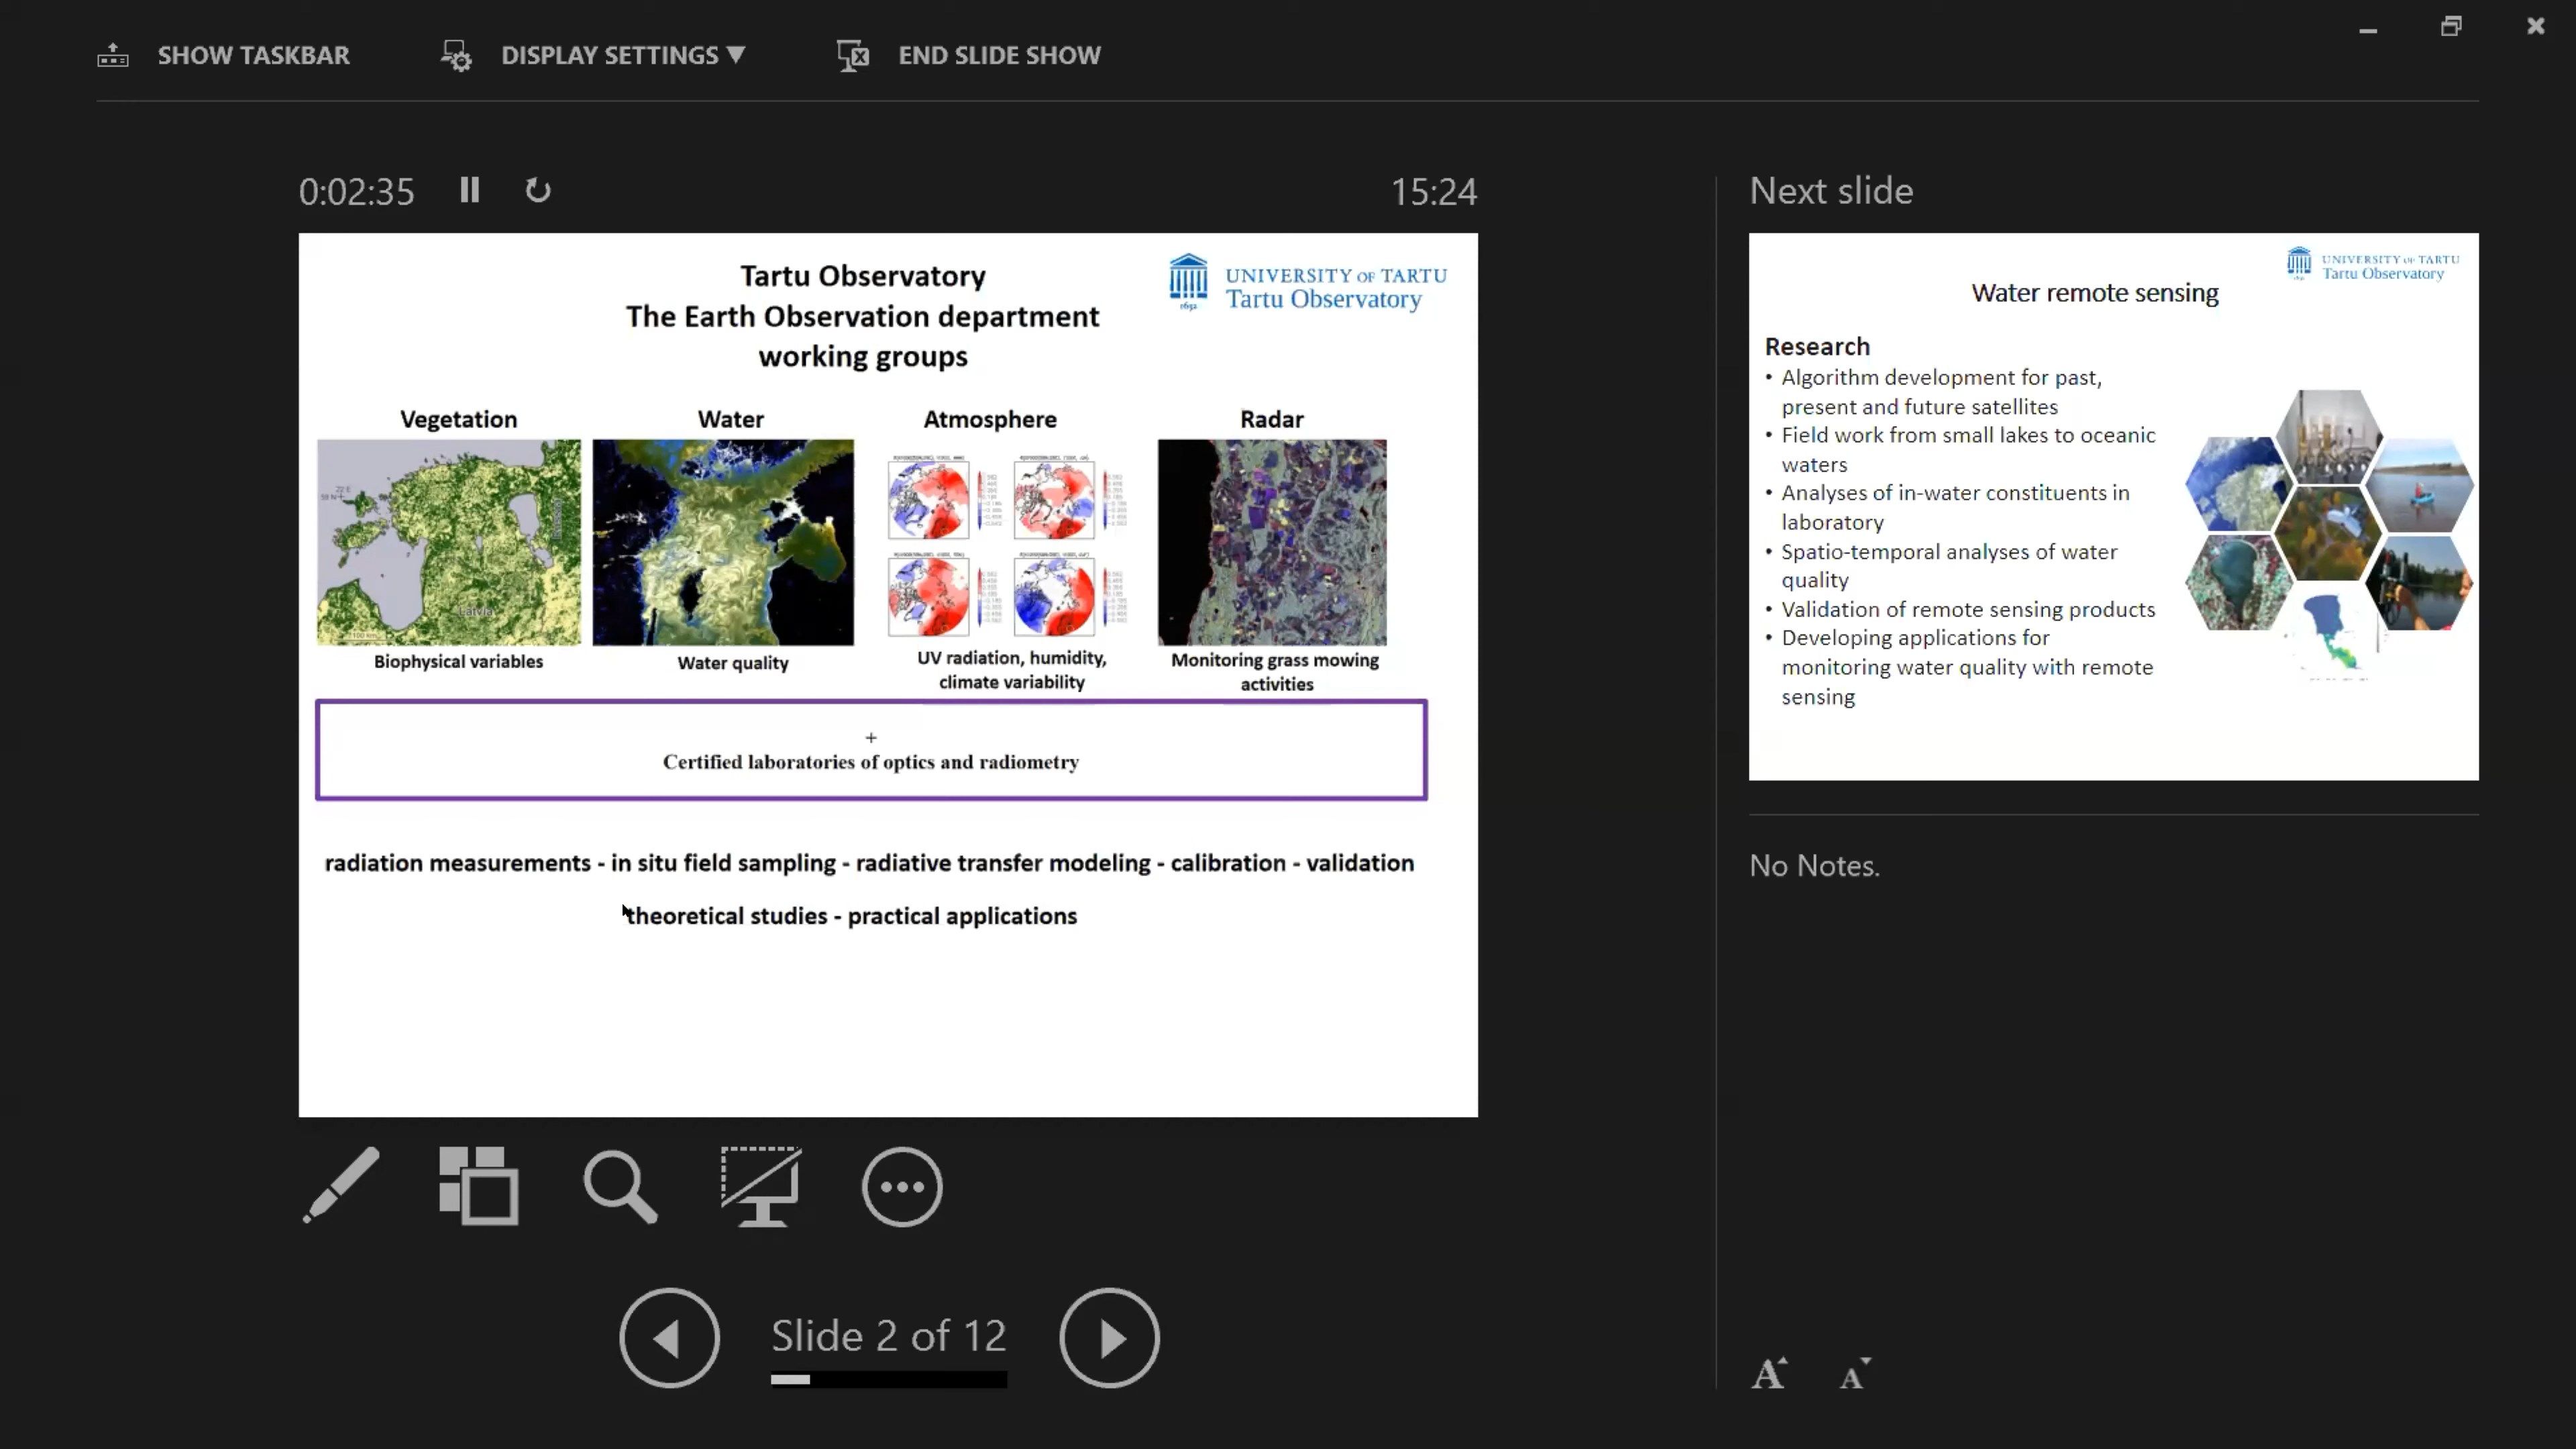 SHOW TASKBAR
DISPLAY SETTINGS ▼
END SLIDE SHOW
0:02:35
15:24
Tartu Observatory
The Earth Observation department
working groups
UNIVERSITY OF TARTU
Tartu Observatory
1632
Vegetation
Water
Atmosphere
Radar
Latvia
Biophysical variables
Water quality
UV radiation, humidity,
climate variability
Monitoring grass mowing
activities
+
Certified laboratories of optics and radiometry
radiation measurements - in situ field sampling - radiative transfer modeling - calibration - validation
theoretical studies - practical applications
Slide 2 of 12
Next slide
UNIVERSITY OF TARTU
Tartu Observatory
Water remote sensing
Research
• Algorithm development for past,
present and future satellites
• Field work from small lakes to oceanic
waters
• Analyses of in-water constituents in
laboratory
• Spatio-temporal analyses of water
quality
• Validation of remote sensing products
• Developing applications for
monitoring water quality with remote
sensing
No Notes.
A
A